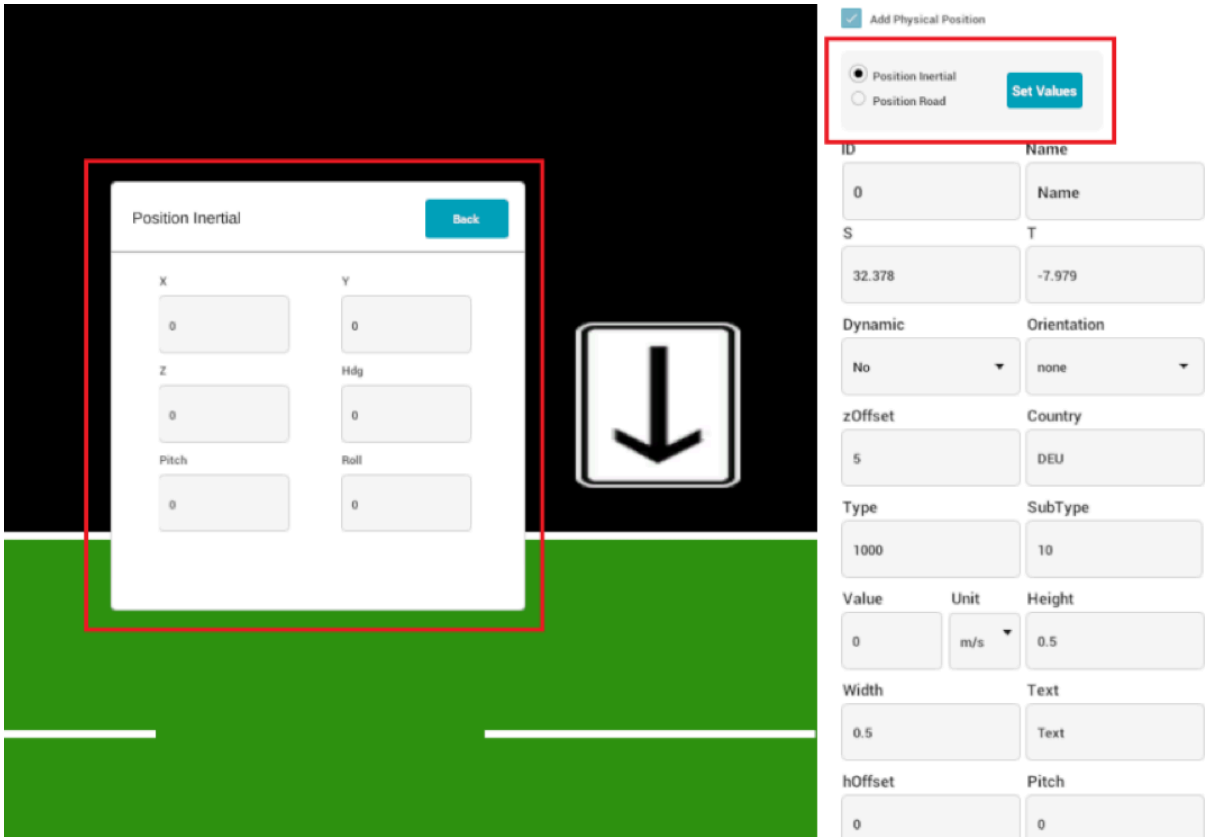 Add Physical Position
Position Inertial
Position Road
Set Values
ID Name
0 Name
S T
32.378 -7.979
Dynamic Orientation
No none
zOffset Country
5 DEU
Type SubType
1000 10
Value Unit Height
0 m/s 0.5
Width Text
0.5 Text
hOffset Pitch
0 0
Position Inertial Back
X Y
0 0
Z Hdg
0 0
Pitch Roll
0 0